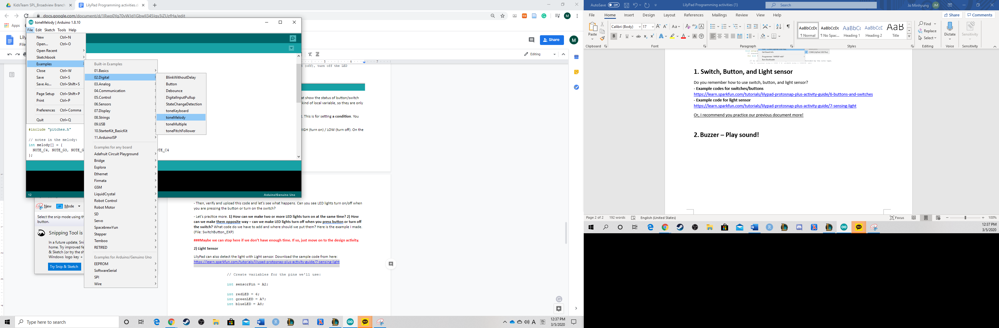 KidsTeam SPL_Broadview Branch
LilyPad Programming activities.d
docs.google.com/document/d/1Rwo0Yg70vWJd1GbwII345Igy3iZUzfHa/edit
Apps
toneMelody | Arduino 1.8.10
File Edit Sketch Tools Help
New Ctrl+N
Open... Ctrl+O
Open Recent
Sketchbook
Examples
Close Ctrl+W
Save Ctrl+S
Save As... Ctrl+Shift+S
Page Setup Ctrl+Shift+P
Print Ctrl+P
Preferences Ctrl+Comma
Quit Ctrl+Q
Built-in Examples
01.Basics
02.Digital
03.Analog
04.Communication
05.Control
06.Sensors
07.Display
08.Strings
09.USB
10.StarterKit_BasicKit
11.ArduinoISP
Examples for any board
Adafruit Circuit Playground
Bridge
Esplora
Ethernet
Firmata
GSM
LiquidCrystal
Robot Control
Robot Motor
SD
Servo
SpacebrewYun
Stepper
Temboo
RETIRED
Examples for Arduino/Genuino Uno
EEPROM
SoftwareSerial
SPI
Wire
BlinkWithoutDelay
Button
Debounce
DigitalInputPullup
StateChangeDetection
toneKeyboard
toneMelody
toneMultiple
tonePitchFollower
#include "pitches.h"
// notes in the melody:
int melody[] = {
NOTE_C4, NOTE_G3, NOTE_G
OTE_C4
};
12
Arduino/Genuino Uno
Lily
File
Share
M
Editing
5 6 7
(off), turn off the LED
at show the status of button/switch
kind of local variable, so they are only
t. This is for setting a condition. You
HIGH (turn on) / LOW (turn off). On the
- Then, verify and upload this code and let's see what happens. Can you see LED lights turn on/off when
you are pressing the button or turn on the switch?
- Let's practice more. 1) How can we make two or more LED lights turn on at the same time? 2) How
can we make them opposite way – can we make LED lights turn off when you press button or turn off
the switch? What code do we have to add and where should we put them? Here is the example I made.
(File: SwitchButton_EXP)
###Maybe we can stop here if we don't have enough time. If so, just move on to the design activity.
2) Light Sensor
LilyPad can also detect the light with Light sensor. Download the sample code from here:
https://learn.sparkfun.com/tutorials/lilypad-protosnap-plus-activity-guide/7-sensing-light
// Create variables for the pins we'll use:
int sensorPin = A2;
int redLED = 6;
int greenLED = A7;
int blueLED = A8;
New Mode
Select the snip mode using th
button.
Snipping Tool is
In a future update, Sni
home. Try improved fe
& Sketch (or try the sh
Windows logo key +
Try Snip & Sketch
Type here to search
A 한
12:37 PM
3/5/2020
AutoSave Off
LilyPad Programming activities (1)
Search
Jo Minhyung JM
File Home Insert Design Layout References Mailings Review View Help
Share Comments
Paste
Calibri (Body) 17
Clipboard Font Paragraph Styles Editing Voice Sensitivity
AaBbCcDc AaBbCcDc AaBbCc AaBbCcD AaB
¶ Normal ¶ No Spac... Heading 1 Heading 2 Title
Find
Replace
Select
Dictate
Sensitivity
Get Board Info
COM8 (LilyPad USB Plus)
Programmer: "AVRISP mkII"
Burn Bootloader
1. Switch, Button, and Light sensor
Do you remember how to use switch, button, and light sensor?
- Example codes for switches/buttons
https://learn.sparkfun.com/tutorials/lilypad-protosnap-plus-activity-guide/6-buttons-and-switches
- Example code for light sensor
https://learn.sparkfun.com/tutorials/lilypad-protosnap-plus-activity-guide/7-sensing-light
Or, I recommend you practice our previous document more!
2. Buzzer – Play sound!
Page 2 of 2 192 words English (United States)
Focus
100%
12:37 PM
3/5/2020